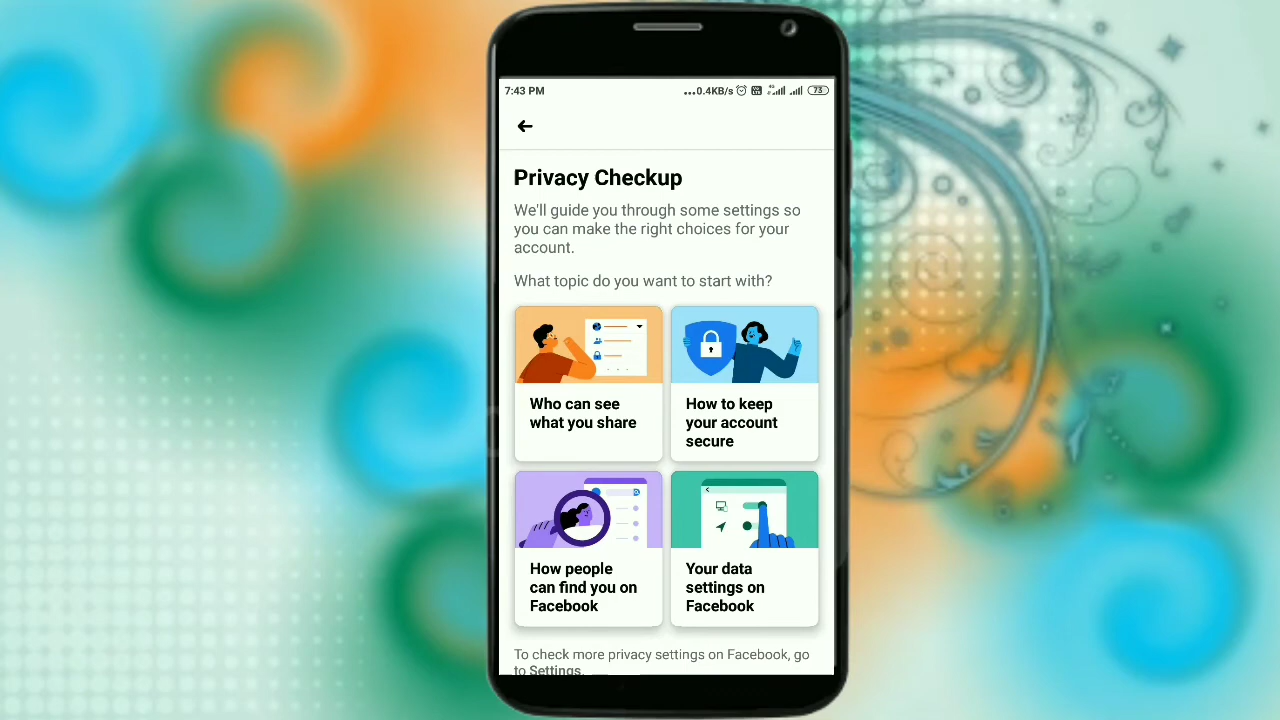 7:43 PM
...0.4KB/s
4G
73
Privacy Checkup
We'll guide you through some settings so
you can make the right choices for your
account.
What topic do you want to start with?
Who can see
what you share
How to keep
your account
secure
How people
can find you on
Facebook
Your data
settings on
Facebook
To check more privacy settings on Facebook, go
to Settings.